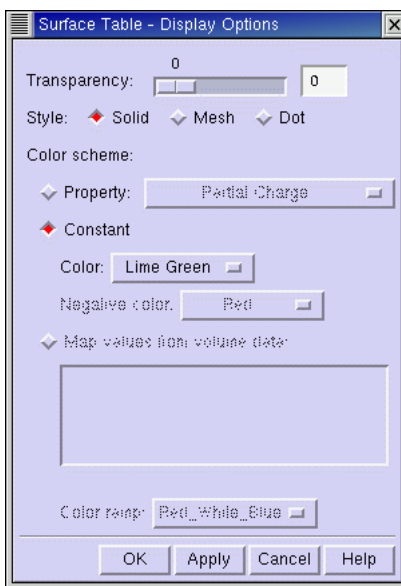 Surface Table - Display Options
0
Transparency: 0
Style: Solid Mesh Dot
Color scheme:
Property: Partial Charge
Constant
Color: Lime Green
Negative color: Red
Map values from volume data:
Color ramp: Red_White_Blue
OK Apply Cancel Help